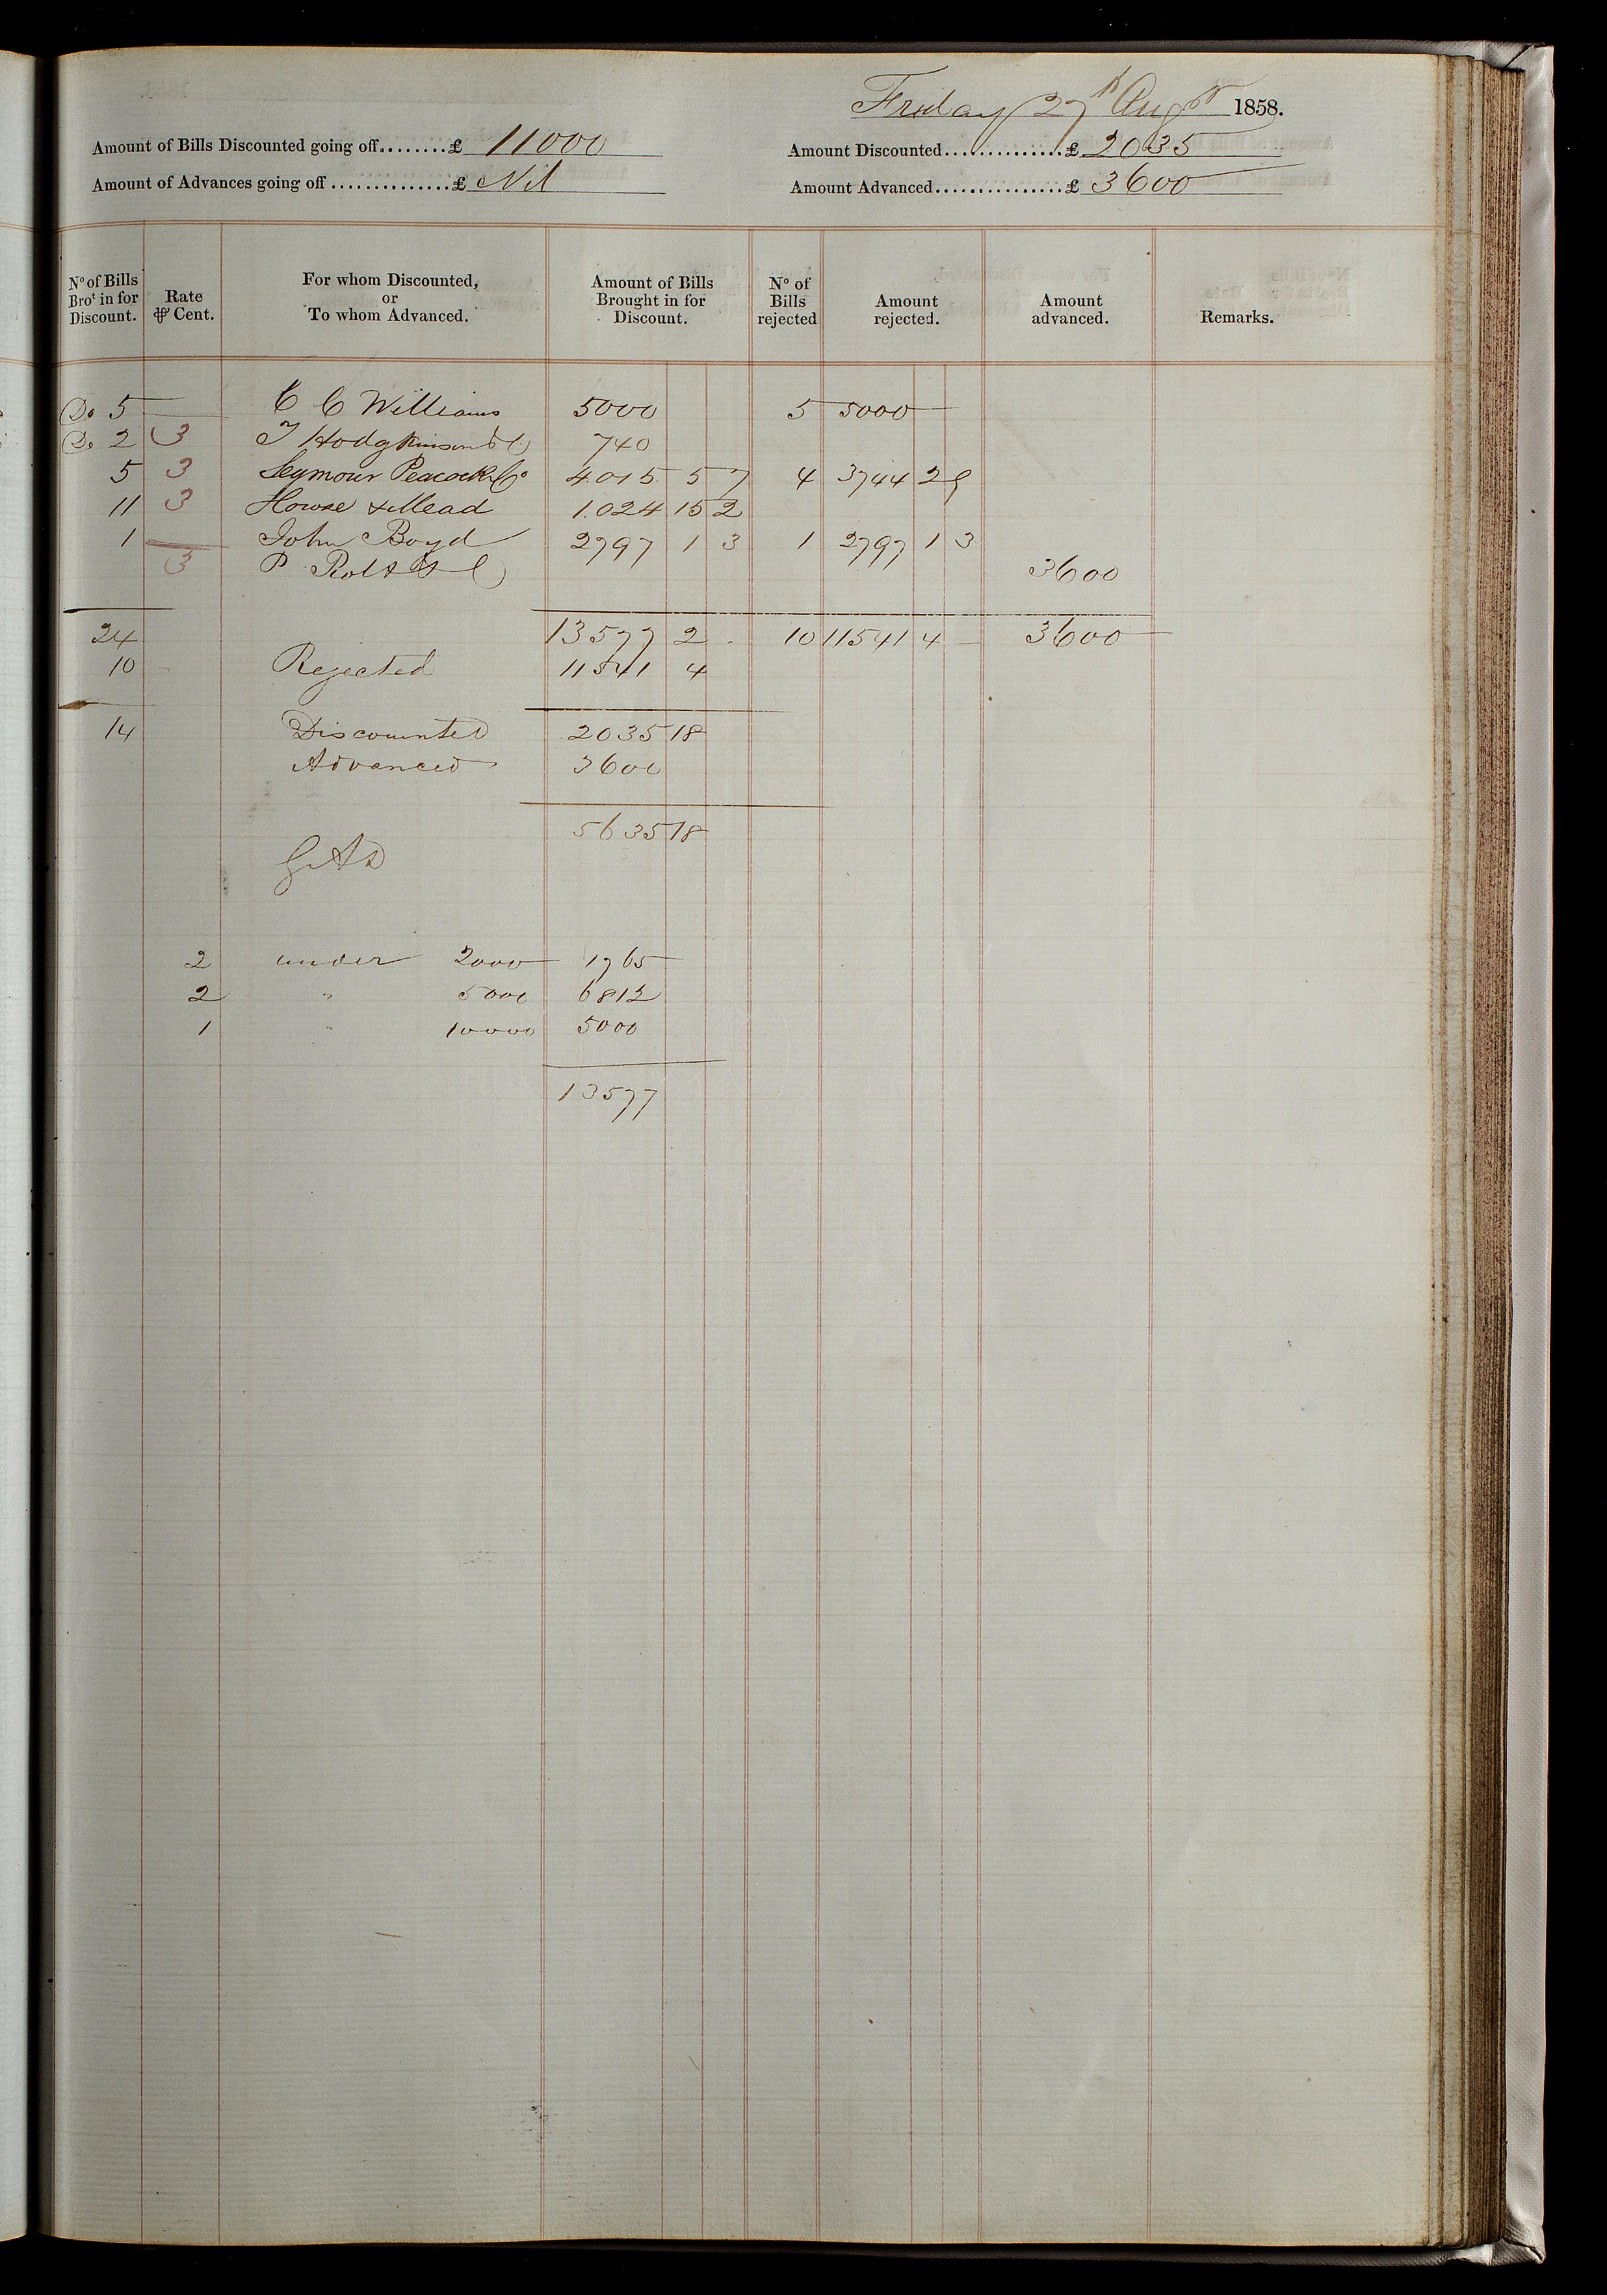 Friday 27th Augst 1858.
Amount of Bills Discounted going off........£ 11000 Amount Discounted..............£ 2035
Amount of Advances going off...............£ Nil Amount Advanced................£ 3600
No of Bills Brot in for Discount. Rate ⅌ Cent. For whom Discounted, or To whom Advanced. Amount of Bills Brought in for Discount. No of Bills rejected Amount rejected. Amount advanced. Remarks.
Do 5 — C C Williams 5000 5 5000
Do 2 3 T Hodgkinson & Co 740
5 3 Seymour Peacock & Co 4015 5 7 4 3744 2 9
11 3 Howse & Mead 1024 15 2
1 — John Boyd 2797 1 3 1 2797 1 3
3 P Rolt & Co 3600
24 13577 2 - 10 11541 4 — 3600
10 - Rejected 11541 4
14 Discounted 2035 18
Advanced 3600
5635 18
2 under 2000 1765
2 " 5000 6812
1 " 10000 5000
13577